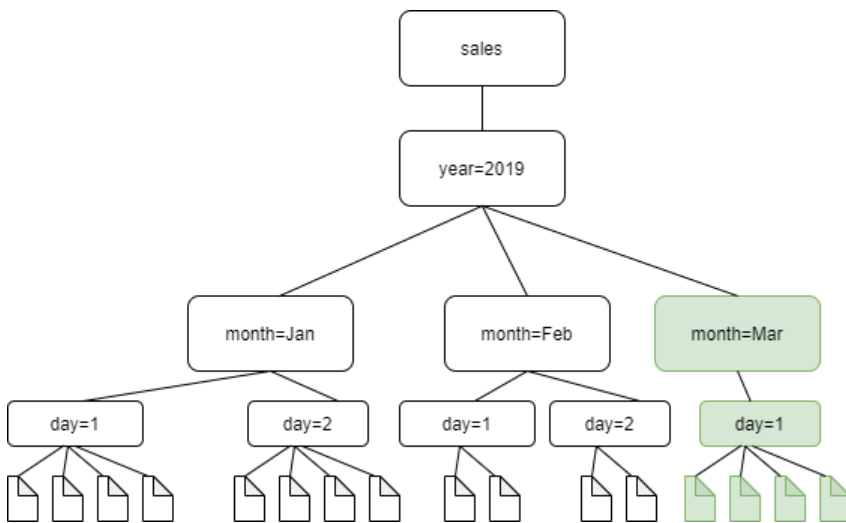 sales
year=2019
month=Jan
month=Feb
month=Mar
day=1
day=2
day=1
day=2
day=1